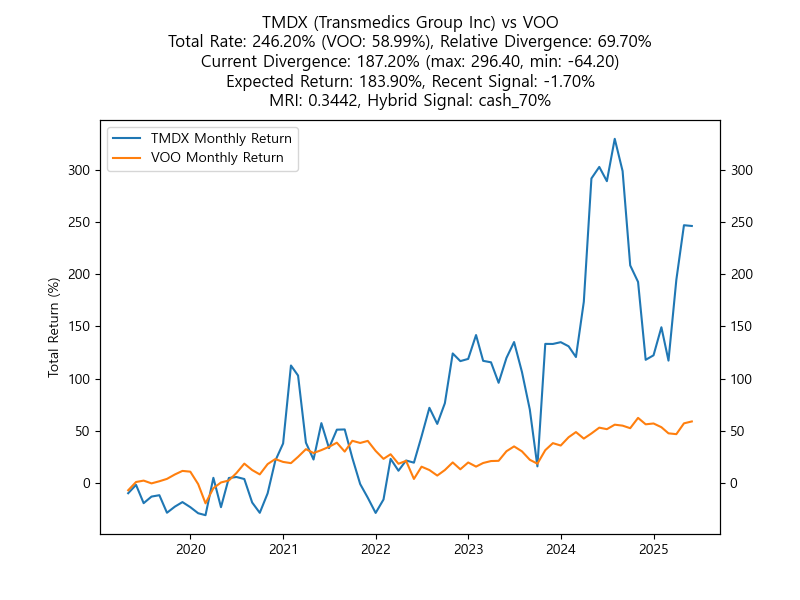 TMDX (Transmedics Group Inc) vs VOO
Total Rate: 246.20% (VOO: 58.99%), Relative Divergence: 69.70%
Current Divergence: 187.20% (max: 296.40, min: -64.20)
Expected Return: 183.90%, Recent Signal: -1.70%
MRI: 0.3442, Hybrid Signal: cash_70%
TMDX Monthly Return
VOO Monthly Return
Total Return (%)
300
250
200
150
100
50
0
300
250
200
150
100
50
0
2020
2021
2022
2023
2024
2025